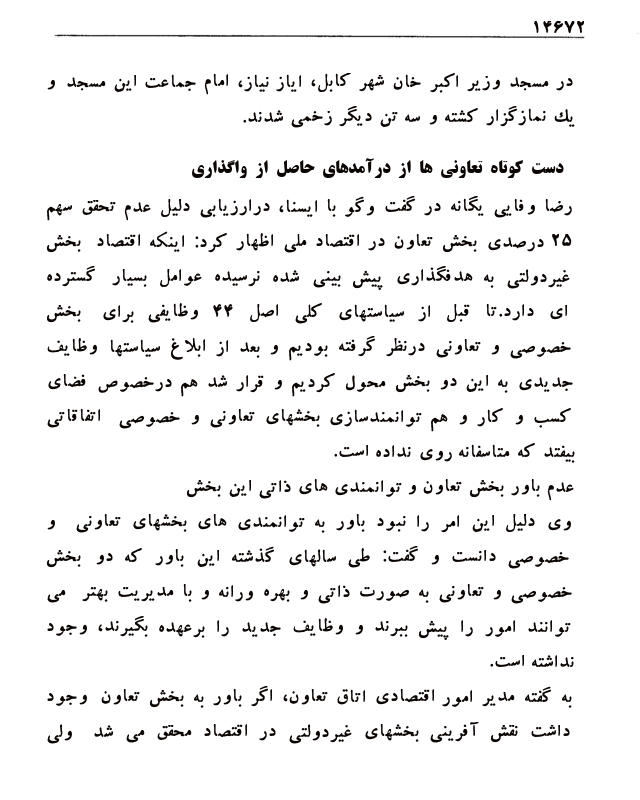 ۱۴۶۷۲
در مسجد وزیر اکبر خان شهر کابل، ایاز نیاز، امام جماعت این مسجد و
یك نمازگزار کشته و سه تن دیگر زخمی شدند.
دست کوتاه تعاونی ها از درآمدهای حاصل از واگذاری
رضا وفایی یگانه در گفت وگو با ایسنا، درارزیابی دلیل عدم تحقق سهم
۲۵ درصدی بخش تعاون در اقتصاد ملی اظهار کرد: اینکه اقتصاد بخش
غیردولتی به هدفگذاری پیش بینی شده نرسیده عوامل بسیار گسترده
ای دارد.تا قبل از سیاستهای کلی اصل ۴۴ وظایفی برای بخش
خصوصی و تعاونی درنظر گرفته بودیم و بعد از ابلاغ سیاستها وظایف
جدیدی به این دو بخش محول کردیم و قرار شد هم درخصوص فضای
کسب و کار و هم توانمندسازی بخشهای تعاونی و خصوصی اتفاقاتی
بیفتد که متاسفانه روی نداده است.
عدم باور بخش تعاون و توانمندی های ذاتی این بخش
وی دلیل این امر را نبود باور به توانمندی های بخشهای تعاونی و
خصوصی دانست و گفت: طی سالهای گذشته این باور که دو بخش
خصوصی و تعاونی به صورت ذاتی و بهره ورانه و با مدیریت بهتر می
توانند امور را پیش ببرند و وظایف جدید را برعهده بگیرند، وجود
نداشته است.
به گفته مدیر امور اقتصادی اتاق تعاون، اگر باور به بخش تعاون وجود
داشت نقش آفرینی بخشهای غیردولتی در اقتصاد محقق می شد ولی